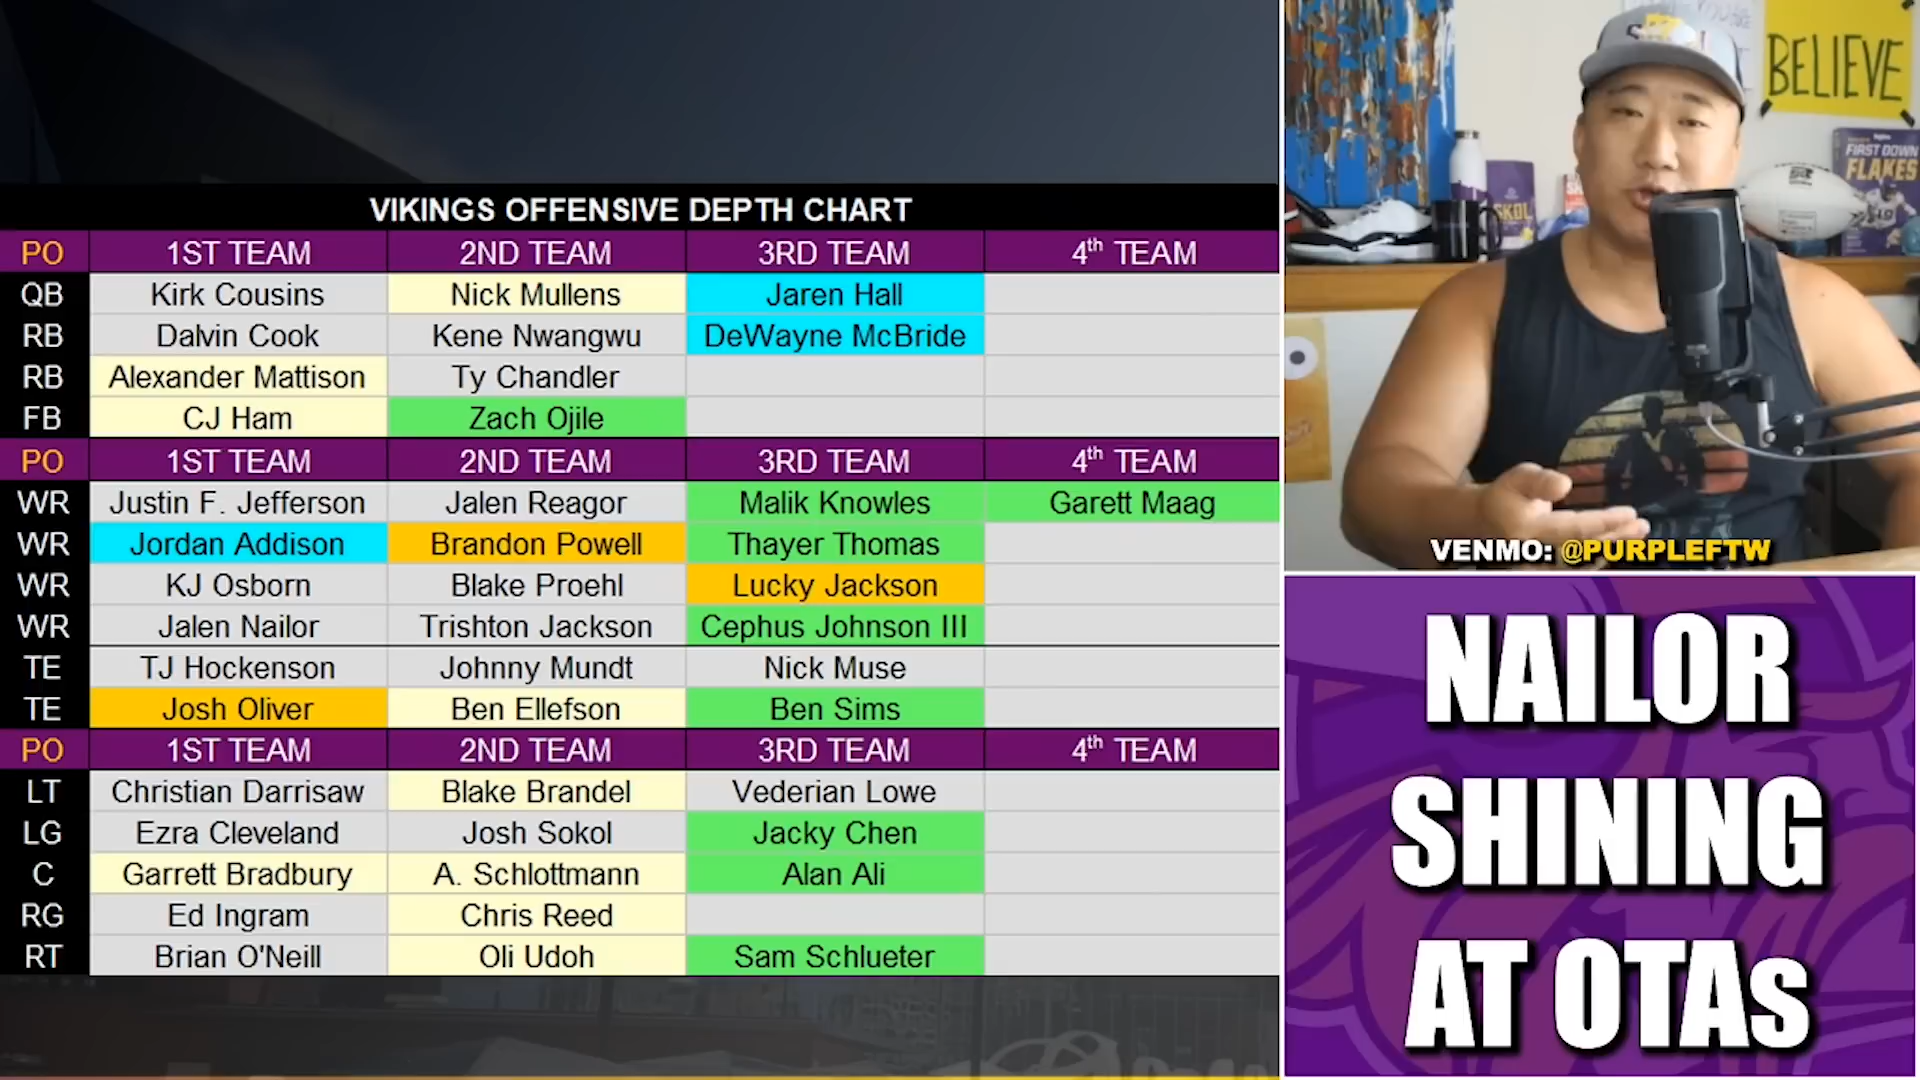 VIKINGS OFFENSIVE DEPTH CHART
PO 1ST TEAM 2ND TEAM 3RD TEAM 4th TEAM
QB Kirk Cousins Nick Mullens Jaren Hall
RB Dalvin Cook Kene Nwangwu DeWayne McBride
RB Alexander Mattison Ty Chandler
FB CJ Ham Zach Ojile
PO 1ST TEAM 2ND TEAM 3RD TEAM 4th TEAM
WR Justin F. Jefferson Jalen Reagor Malik Knowles Garett Maag
WR Jordan Addison Brandon Powell Thayer Thomas
WR KJ Osborn Blake Proehl Lucky Jackson
WR Jalen Nailor Trishton Jackson Cephus Johnson III
TE TJ Hockenson Johnny Mundt Nick Muse
TE Josh Oliver Ben Ellefson Ben Sims
PO 1ST TEAM 2ND TEAM 3RD TEAM 4th TEAM
LT Christian Darrisaw Blake Brandel Vederian Lowe
LG Ezra Cleveland Josh Sokol Jacky Chen
C Garrett Bradbury A. Schlottmann Alan Ali
RG Ed Ingram Chris Reed
RT Brian O'Neill Oli Udoh Sam Schlueter
BELIEVE
FIRST DOWN
FLAKES
SKOL
VENMO: @PURPLEFTW
NAILOR
SHINING
AT OTAs